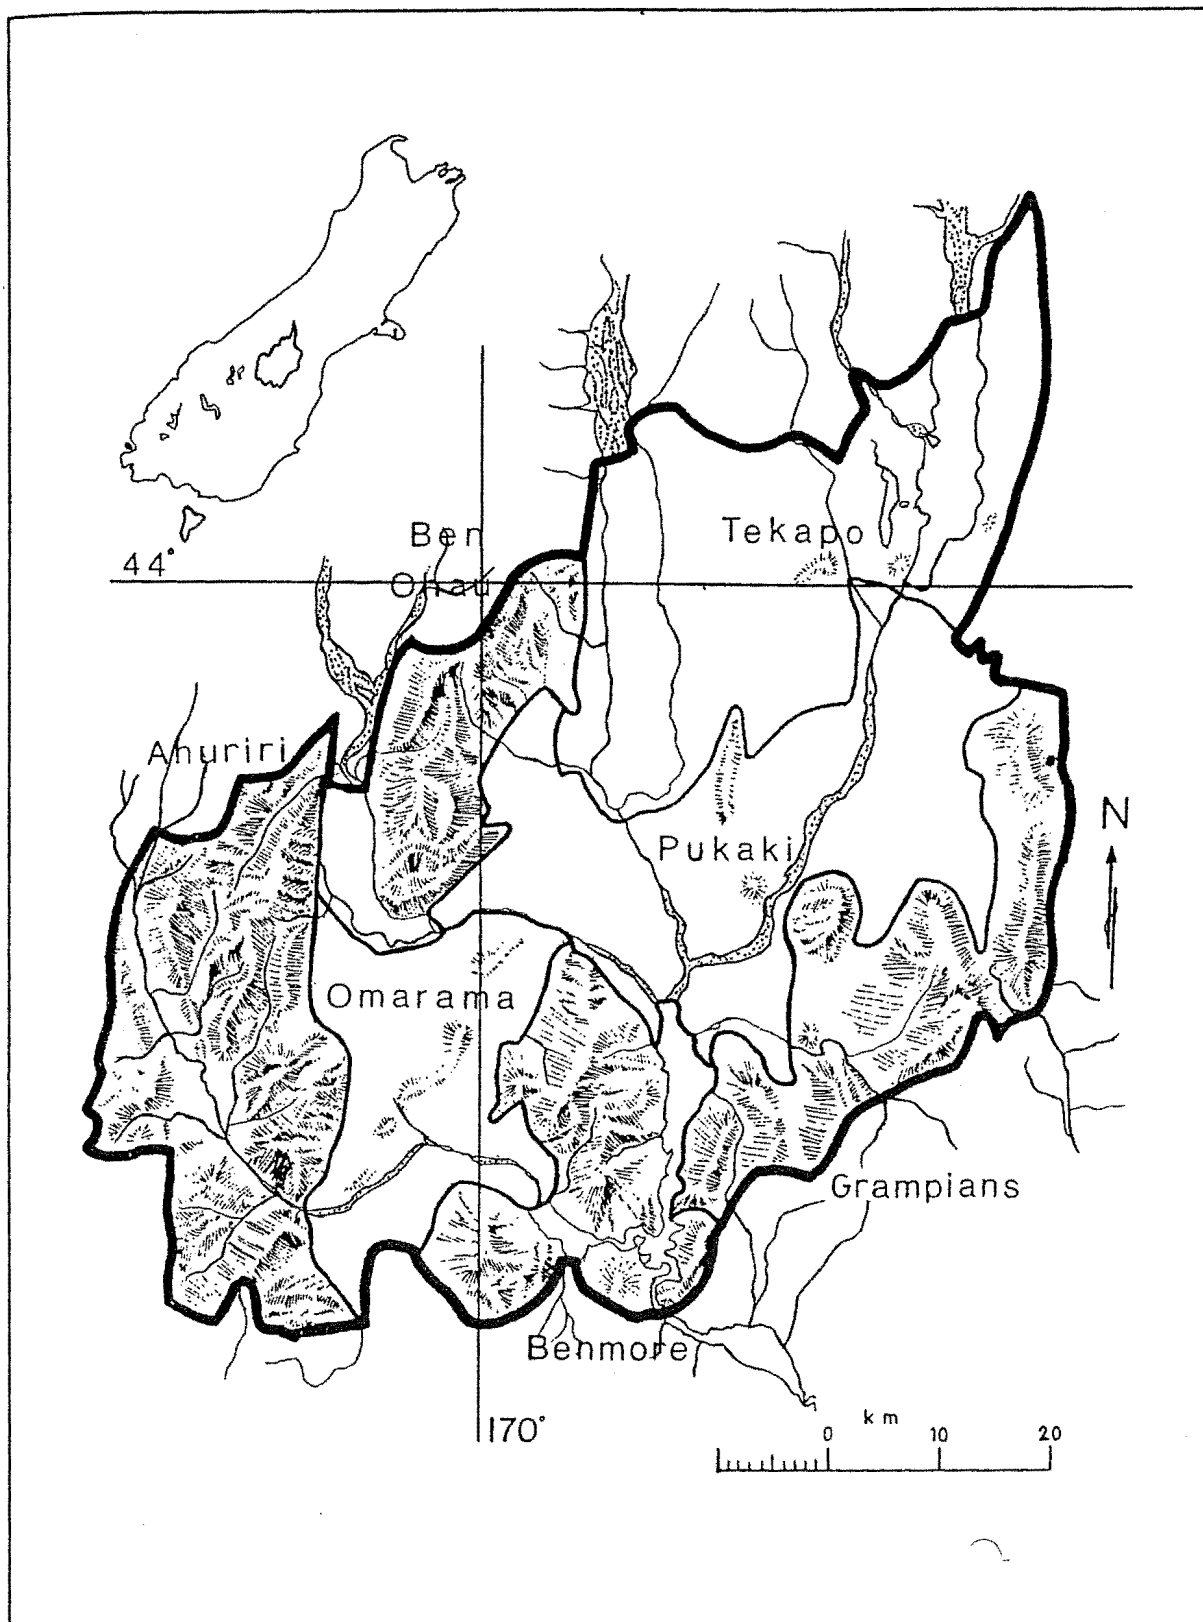 Ben
Ohau
Tekapo
44°
Ahuriri
N
Pukaki
Omarama
Grampians
Benmore
170°
km
0 10 20